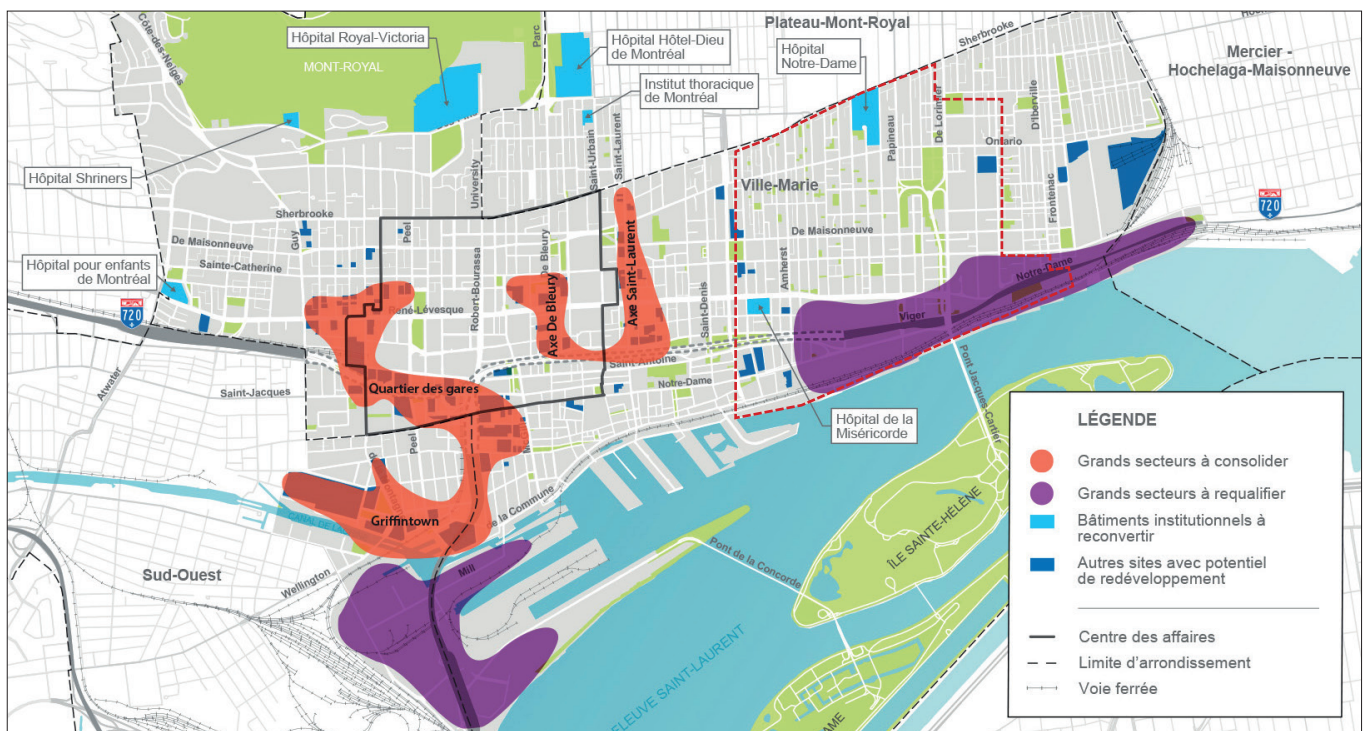 Plateau-Mont-Royal
Sherbrooke
Mercier -
Hochelaga-Maisonneuve
Côte-des-Neiges
Hôpital Royal-Victoria
MONT-ROYAL
Parc
Hôpital Hôtel-Dieu
de Montréal
Institut thoracique
de Montréal
Hôpital
Notre-Dame
Hôpital Shriners
University
Saint-Urbain
Saint-Laurent
Papineau
De Lorimier
D'Iberville
Ontario
Ville-Marie
Frontenac
720
Sherbrooke
Guy
Peel
De Maisonneuve
Sainte-Catherine
De Maisonneuve
Hôpital pour enfants
de Montréal
720
René-Lévesque
Robert-Bourassa
De Bleury
Axe De Bleury
Axe Saint-Laurent
Saint-Denis
Amherst
Viger
Notre-Dame
Saint-Antoine
Notre-Dame
Atwater
Saint-Jacques
Quartier des gares
Peel
Hôpital de la
Miséricorde
Pont Jacques-Cartier
Griffintown
de la Commune
Mill
Wellington
Sud-Ouest
Pont de la Concorde
ÎLE SAINTE-HÉLÈNE
FLEUVE SAINT-LAURENT
AME
LÉGENDE
Grands secteurs à consolider
Grands secteurs à requalifier
Bâtiments institutionnels à
reconvertir
Autres sites avec potentiel
de redéveloppement
Centre des affaires
Limite d'arrondissement
Voie ferrée